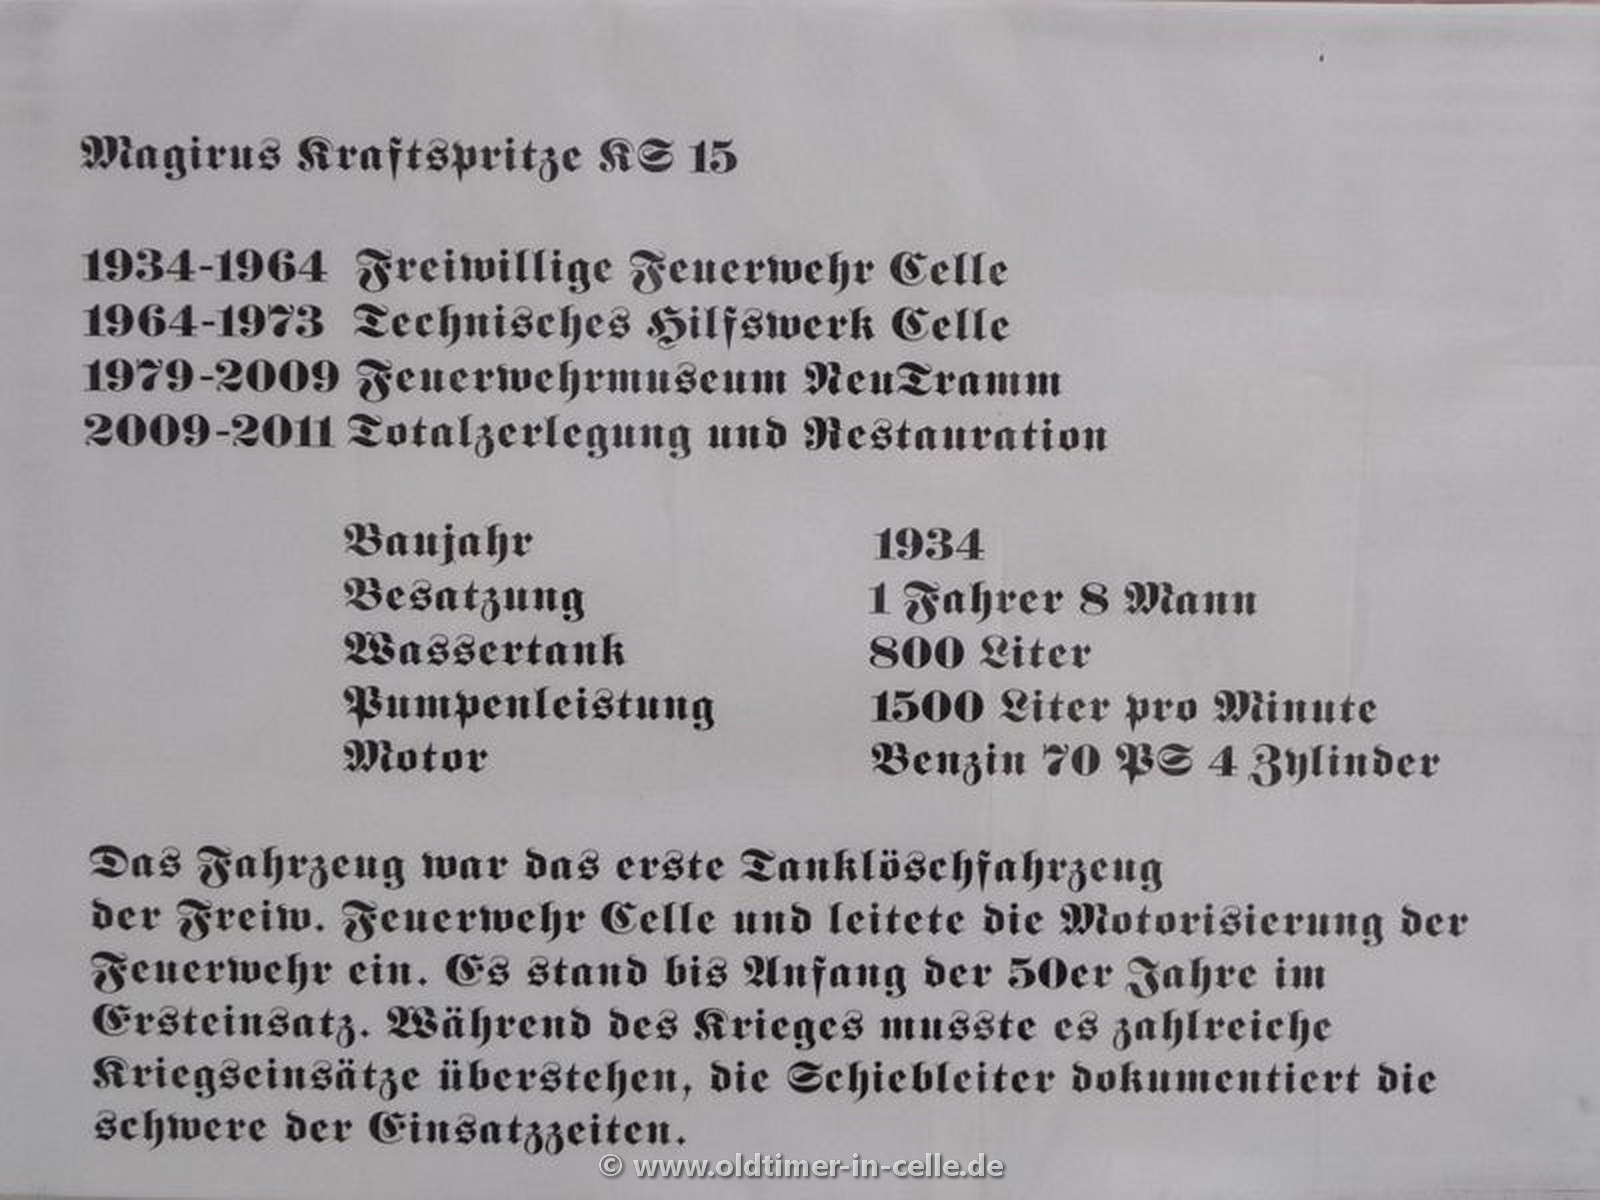 Magirus Kraftspritze KS 15
1934-1964 Freiwillige Feuerwehr Celle
1964-1973 Technisches Hilfswerk Celle
1979-2009 Feuerwehrmuseum NeuTramm
2009-2011 Totalzerlegung und Restauration
Baujahr 1934
Besatzung 1 Fahrer 8 Mann
Wassertank 800 Liter
Pumpenleistung 1500 Liter pro Minute
Motor Benzin 70 PS 4 Zylinder
Das Fahrzeug war das erste Tanklöschfahrzeug
der Freiw. Feuerwehr Celle und leitete die Motorisierung der
Feuerwehr ein. Es stand bis Anfang der 50er Jahre im
Ersteinsatz. Während des Krieges musste es zahlreiche
Kriegseinsätze überstehen, die Schiebleiter dokumentiert die
schwere der Einsatzzeiten.
© www.oldtimer-in-celle.de